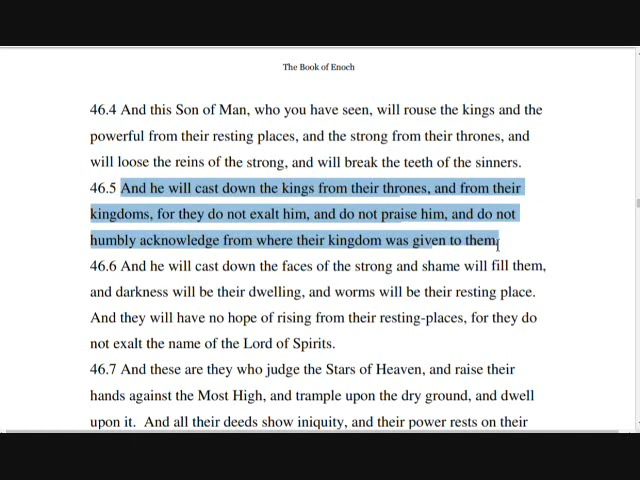 The Book of Enoch
46.4 And this Son of Man, who you have seen, will rouse the kings and the
powerful from their resting places, and the strong from their thrones, and
will loose the reins of the strong, and will break the teeth of the sinners.
46.5 And he will cast down the kings from their thrones, and from their
kingdoms, for they do not exalt him, and do not praise him, and do not
humbly acknowledge from where their kingdom was given to them.
46.6 And he will cast down the faces of the strong and shame will fill them,
and darkness will be their dwelling, and worms will be their resting place.
And they will have no hope of rising from their resting-places, for they do
not exalt the name of the Lord of Spirits.
46.7 And these are they who judge the Stars of Heaven, and raise their
hands against the Most High, and trample upon the dry ground, and dwell
upon it. And all their deeds show iniquity, and their power rests on their